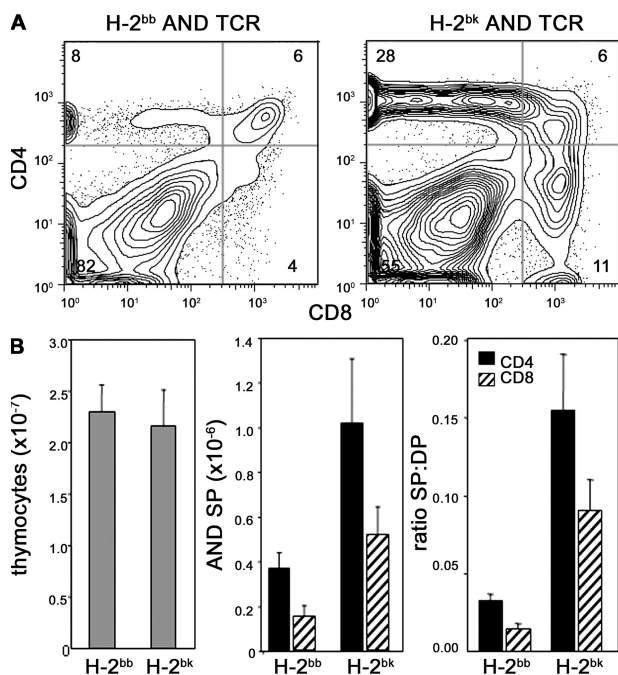 A
H-2ᵇᵇ AND TCR
H-2ᵇᵏ AND TCR
8 6
28 6
10³
10²
10¹
10⁰
CD4
82 4
10⁰ 10¹ 10² 10³
10³
10²
10¹
10⁰
55 11
10⁰ 10¹ 10² 10³
CD8
B
thymocytes (x10⁻⁷)
3.0
2.5
2.0
1.5
1.0
0.5
0
H-2ᵇᵇ H-2ᵇᵏ
AND SP (x10⁻⁶)
1.4
1.2
1.0
0.8
0.6
0.4
0.2
0
H-2ᵇᵇ H-2ᵇᵏ
ratio SP:DP
0.20
0.15
0.10
0.05
0.00
CD4
CD8
H-2ᵇᵇ H-2ᵇᵏ